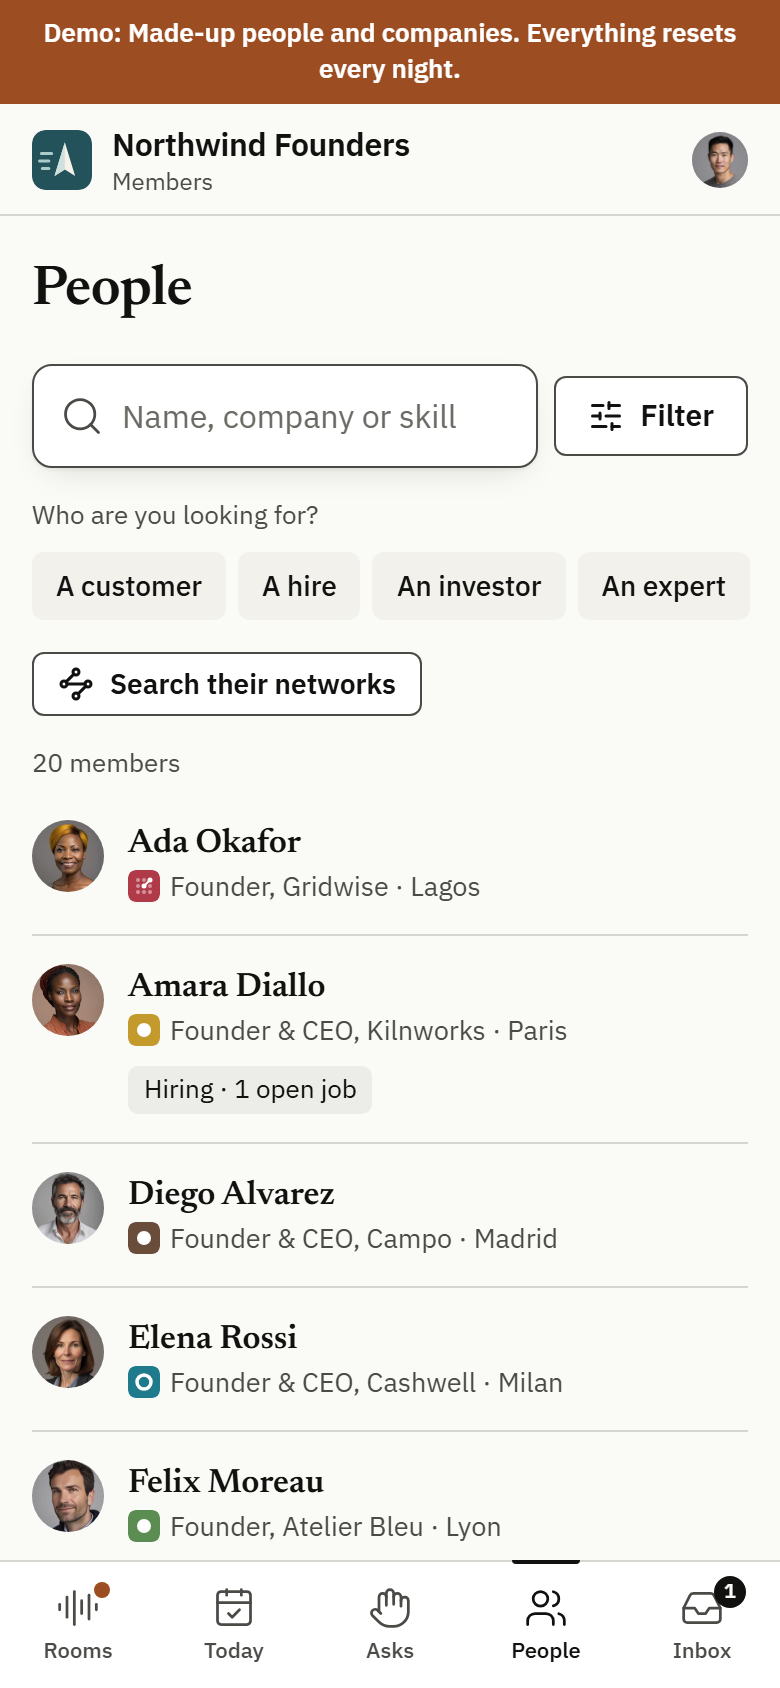 Demo: Made-up people and companies. Everything resets
every night.
Northwind Founders
Members
People
Name, company or skill
Filter
Who are you looking for?
A customer
A hire
An investor
An expert
Search their networks
20 members
Ada Okafor
Founder, Gridwise · Lagos
Amara Diallo
Founder & CEO, Kilnworks · Paris
Hiring · 1 open job
Diego Alvarez
Founder & CEO, Campo · Madrid
Elena Rossi
Founder & CEO, Cashwell · Milan
Felix Moreau
Founder, Atelier Bleu · Lyon
1
Rooms
Today
Asks
People
Inbox